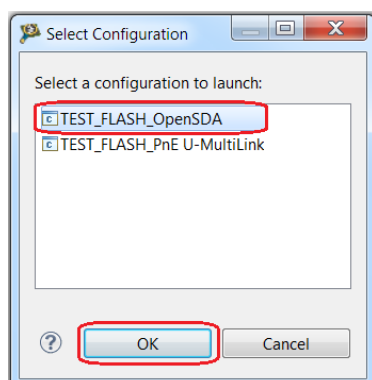 Select Configuration
Select a configuration to launch:
TEST_FLASH_OpenSDA
TEST_FLASH_PnE U-MultiLink
OK
Cancel